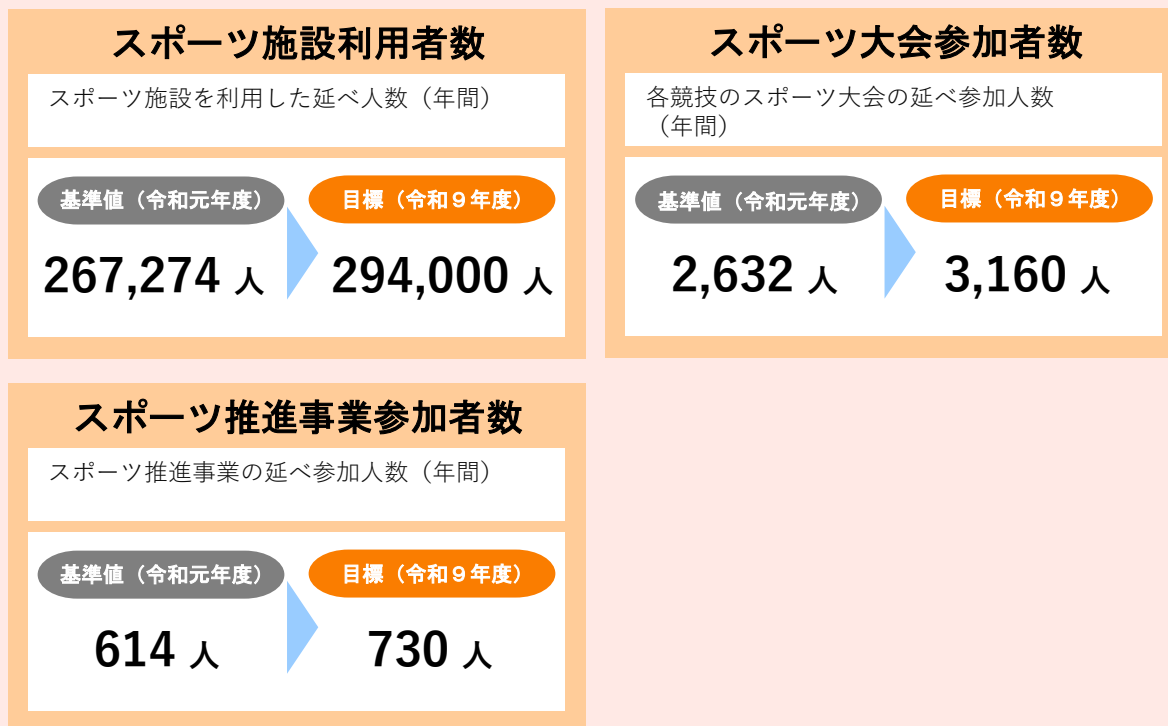 スポーツ施設利用者数
スポーツ施設を利用した延べ人数（年間）
基準値（令和元年度）
目標（令和９年度）
267,274 人
294,000 人
スポーツ大会参加者数
各競技のスポーツ大会の延べ参加人数
（年間）
基準値（令和元年度）
目標（令和９年度）
2,632 人
3,160 人
スポーツ推進事業参加者数
スポーツ推進事業の延べ参加人数（年間）
基準値（令和元年度）
目標（令和９年度）
614 人
730 人